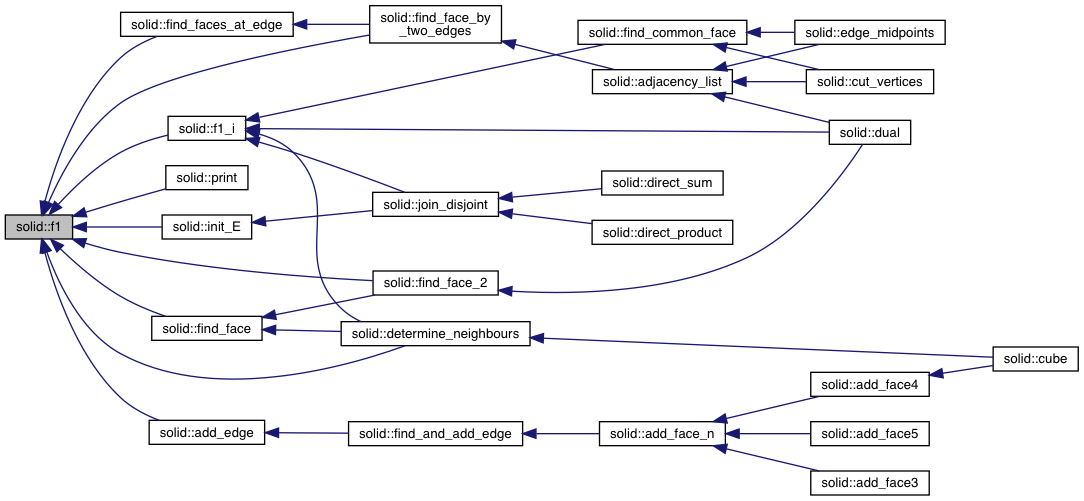 solid::f1
solid::find_faces_at_edge
solid::find_face_by
_two_edges
solid::find_common_face
solid::edge_midpoints
solid::adjacency_list
solid::cut_vertices
solid::f1_i
solid::dual
solid::print
solid::direct_sum
solid::join_disjoint
solid::init_E
solid::direct_product
solid::find_face_2
solid::find_face
solid::determine_neighbours
solid::cube
solid::add_face4
solid::add_edge
solid::find_and_add_edge
solid::add_face_n
solid::add_face5
solid::add_face3